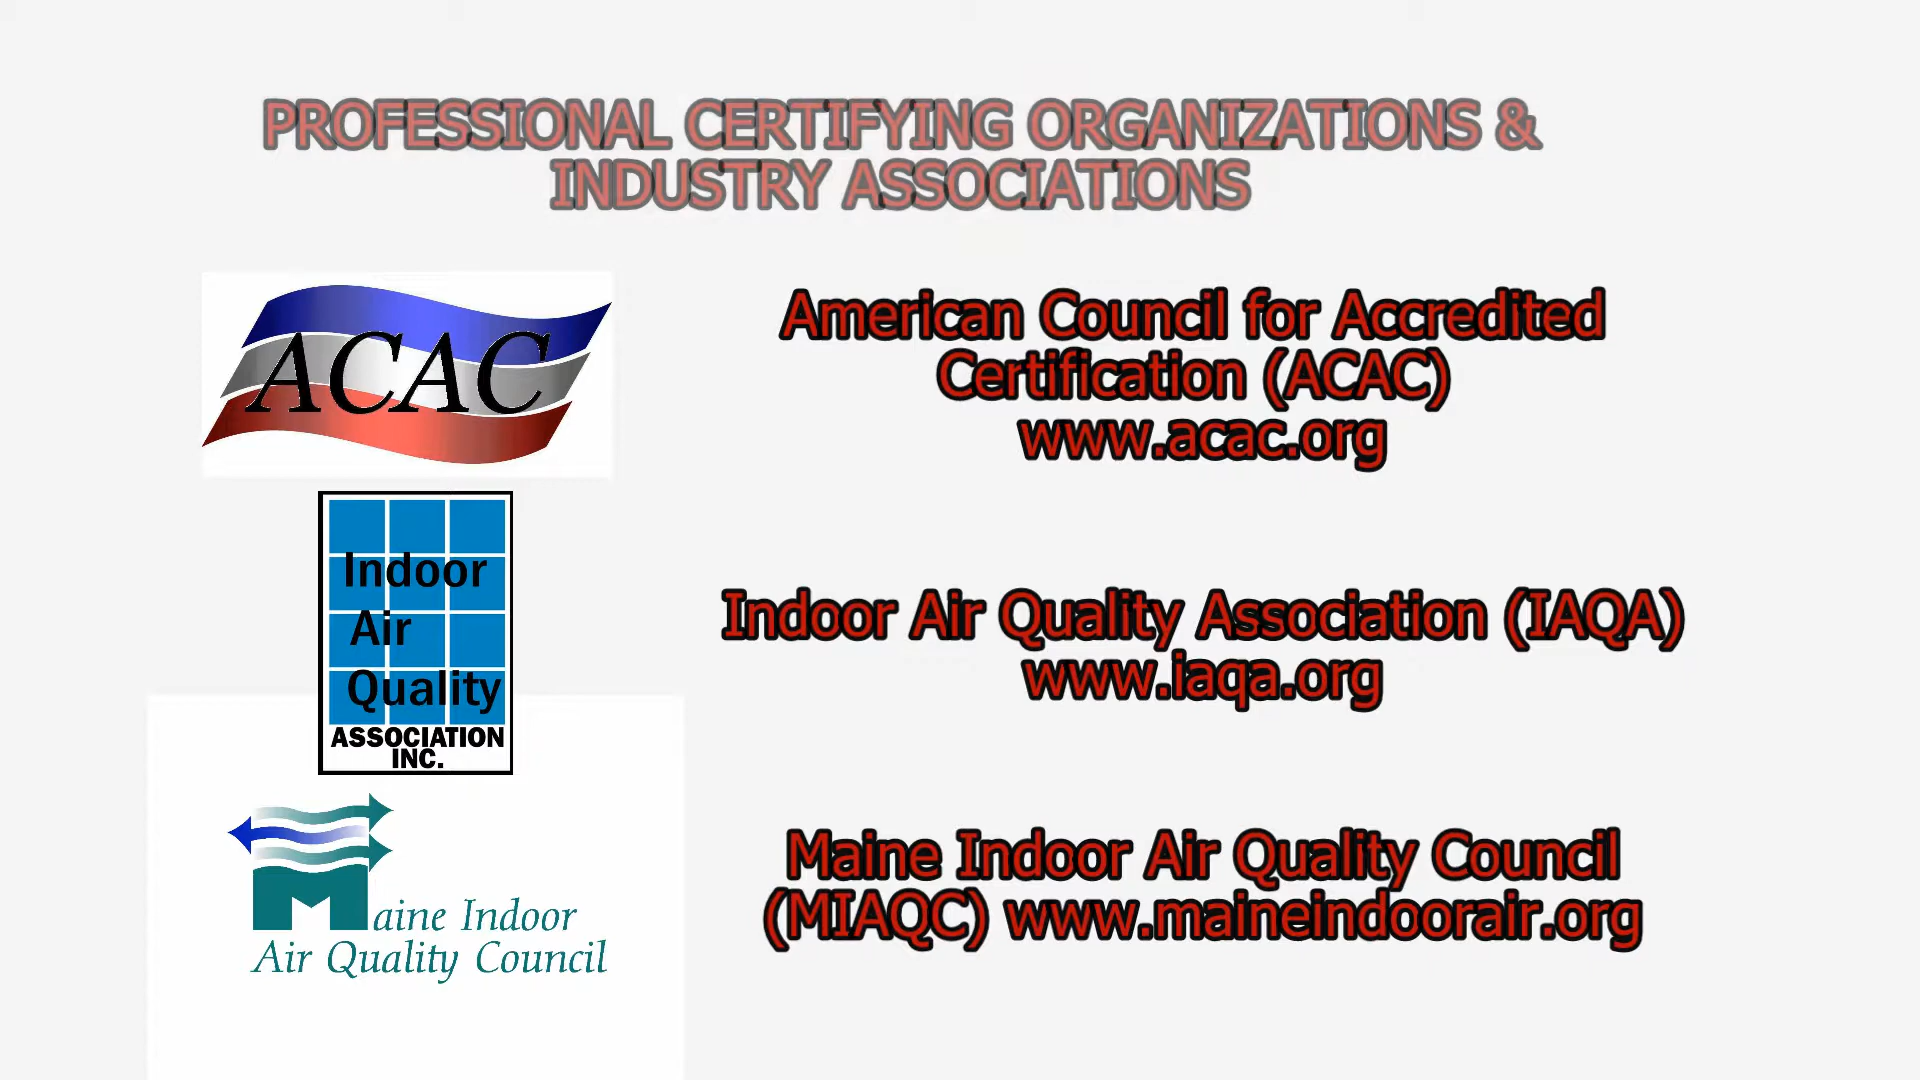 PROFESSIONAL CERTIFYING ORGANIZATIONS &
INDUSTRY ASSOCIATIONS
ACAC
American Council for Accredited
Certification (ACAC)
www.acac.org
Indoor
Air
Quality
ASSOCIATION
INC.
Indoor Air Quality Association (IAQA)
www.iaqa.org
Maine Indoor
Air Quality Council
Maine Indoor Air Quality Council
(MIAQC) www.maineindoorair.org